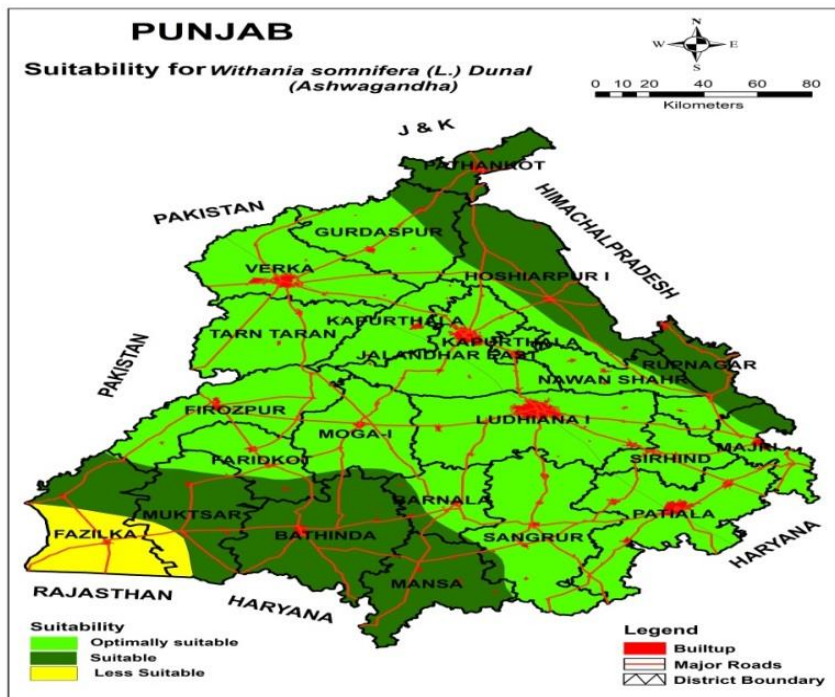 PUNJAB
Suitability for Withania somnifera (L.) Dunal
(Ashwagandha)
N
W E
S
0 10 20 40 60 80
Kilometers
J & K
PATHANKOT
PAKISTAN
HIMACHALPRADESH
GURDASPUR
VERKA
HOSHIARPUR I
TARN TARAN
KAPURTHALA
KAPURTHALA
JALANDHAR EAST
PAKISTAN
RUPNAGAR
NAWAN SHAHR
FIROZPUR
LUDHIANA I
MOGA-I
MAJRI
SIRHIND
FARIDKOT
BARNALA
MUKTSAR
PATIALA
FAZILKA
BATHINDA
SANGRUR
HARYANA
MANSA
RAJASTHAN
HARYANA
Suitability
Optimally suitable
Suitable
Less Suitable
Legend
Builtup
Major Roads
District Boundary